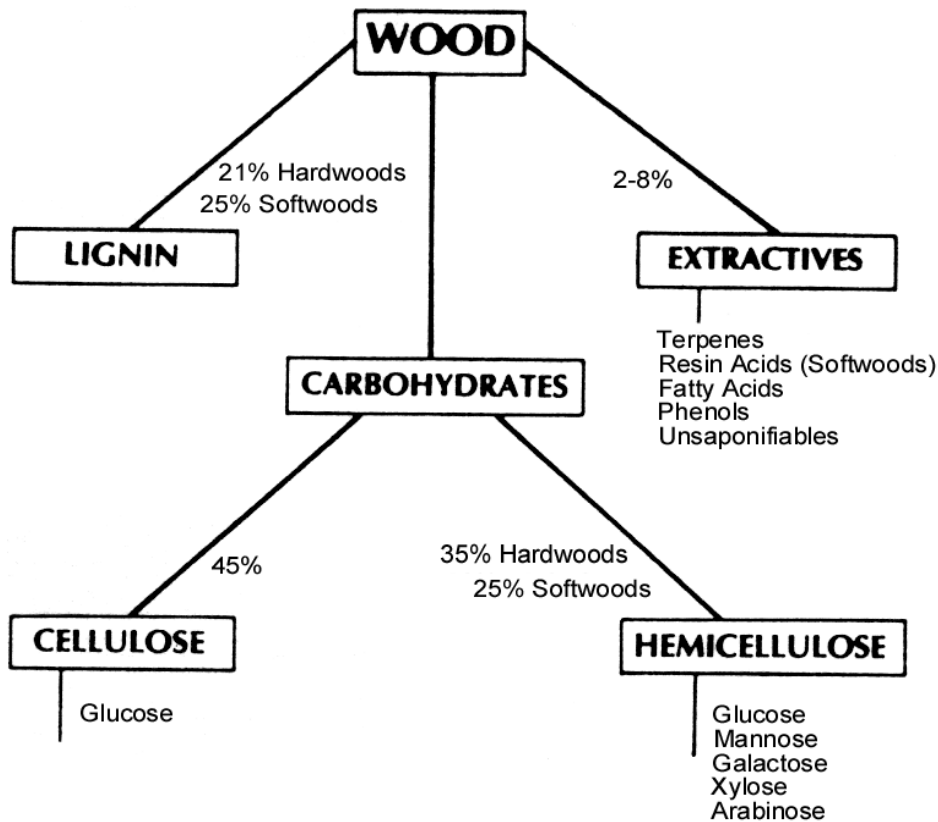 WOOD
21% Hardwoods
25% Softwoods
2-8%
LIGNIN
EXTRACTIVES
Terpenes
Resin Acids (Softwoods)
Fatty Acids
Phenols
Unsaponifiables
CARBOHYDRATES
45%
35% Hardwoods
25% Softwoods
CELLULOSE
Glucose
HEMICELLULOSE
Glucose
Mannose
Galactose
Xylose
Arabinose